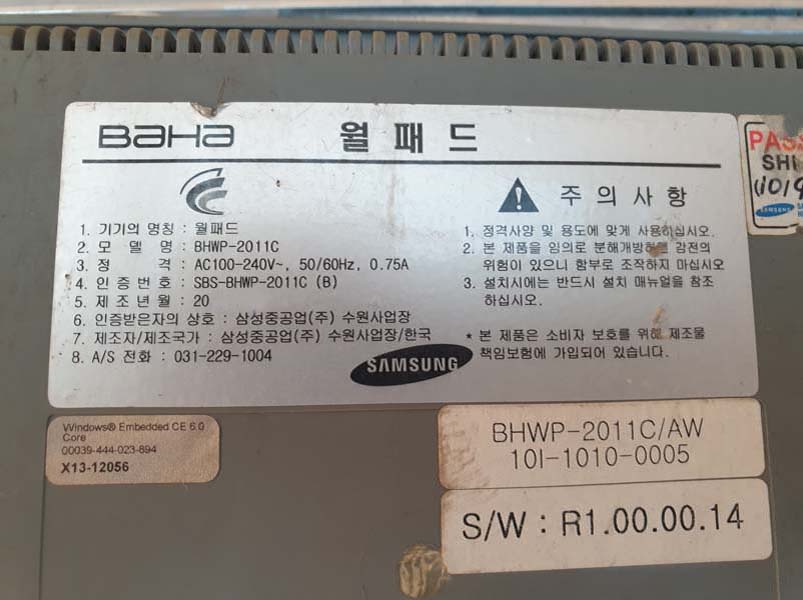 BAHA 월패드
1. 기기의 명칭 : 월패드
2. 모 델 명 : BHWP-2011C
3. 정 격 : AC100-240V~, 50/60Hz, 0.75A
4. 인 증 번 호 : SBS-BHWP-2011C (B)
5. 제 조 년 월 : 20
6. 인증받은자의 상호 : 삼성중공업(주) 수원사업장
7. 제조자/제조국가 : 삼성중공업(주) 수원사업장/한국
8. A/S 전화 : 031-229-1004
주 의 사 항
1. 정격사양 및 용도에 맞게 사용하십시오.
2. 본 제품을 임의로 분해개방하면 감전의
위험이 있으니 함부로 조작하지 마십시오
3. 설치시에는 반드시 설치 매뉴얼을 참조
하십시오.
* 본 제품은 소비자 보호를 위해 제조물
책임보험에 가입되어 있습니다.
SAMSUNG
PASS
SHI
SAMSUNG
Windows® Embedded CE 6.0
Core
00039-444-023-894
X13-12056
BHWP-2011C/AW
10I-1010-0005
S/W : R1.00.00.14